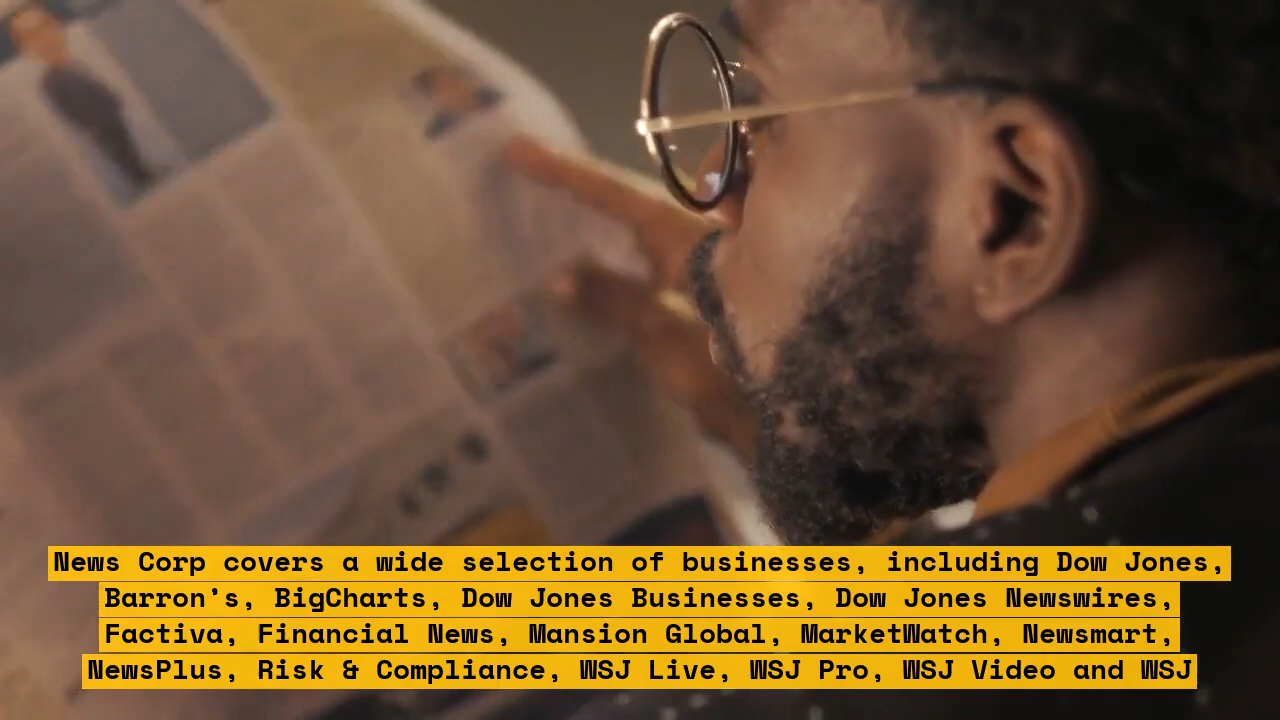 News Corp covers a wide selection of businesses, including Dow Jones,
Barron's, BigCharts, Dow Jones Businesses, Dow Jones Newswires,
Factiva, Financial News, Mansion Global, MarketWatch, Newsmart,
NewsPlus, Risk & Compliance, WSJ Live, WSJ Pro, WSJ Video and WSJ